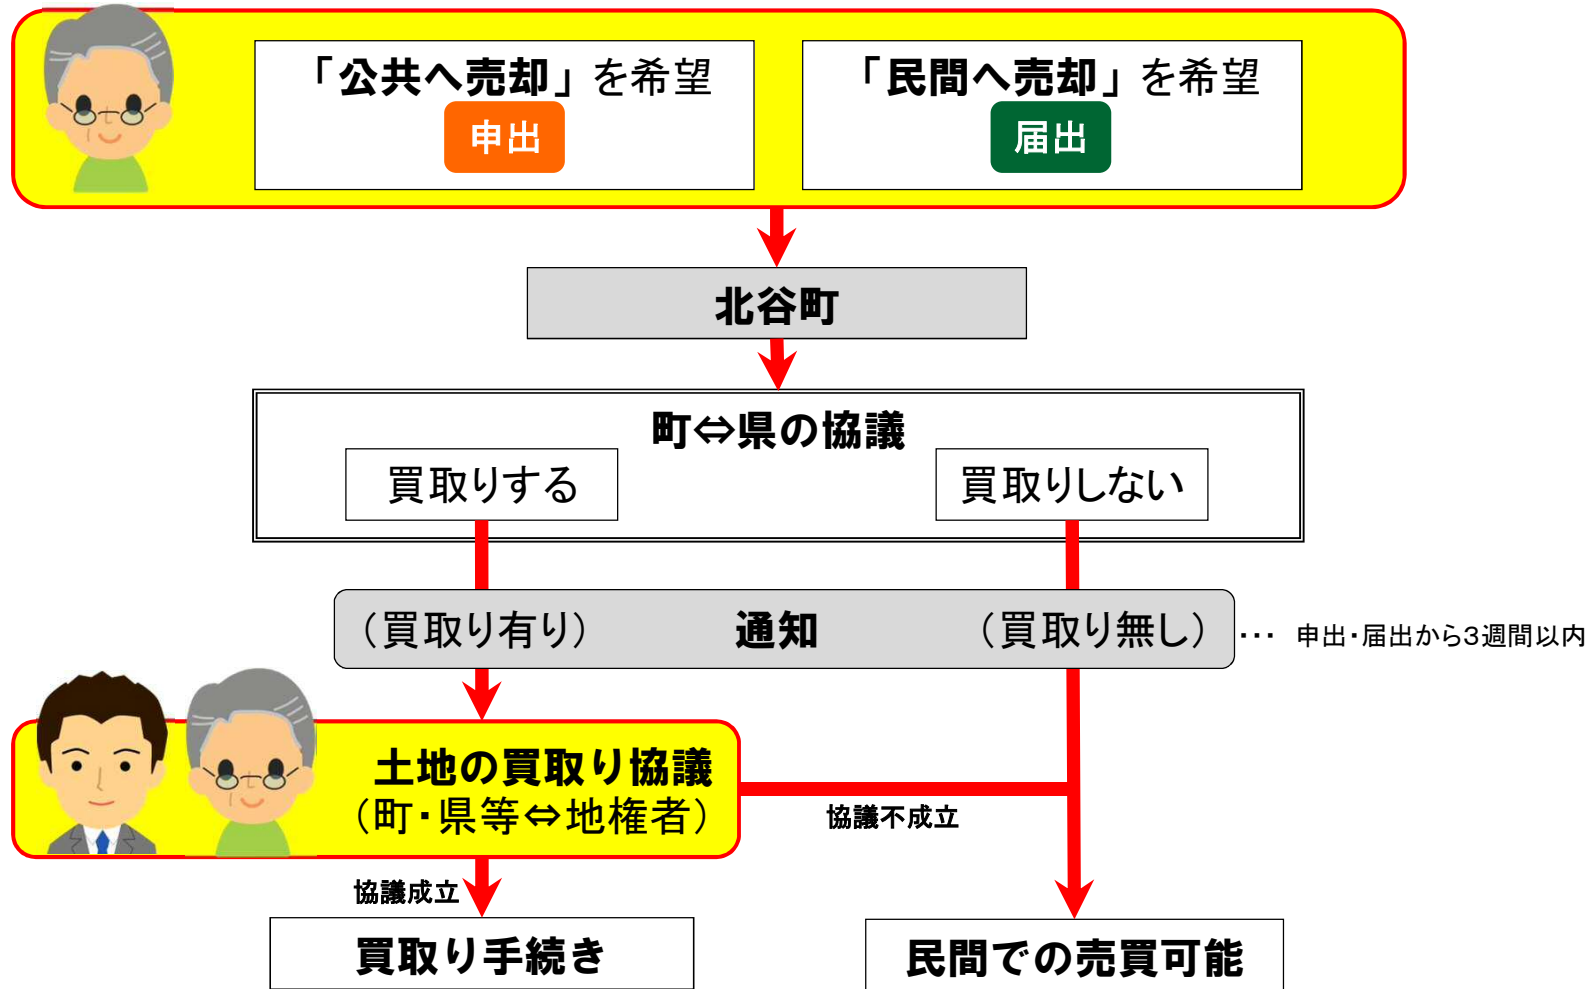 「公共へ売却」を希望
申出
「民間へ売却」を希望
届出
北谷町
町⇔県の協議
買取りする
買取りしない
（買取り有り）　通知　（買取り無し）
… 申出・届出から3週間以内
土地の買取り協議
（町・県等⇔地権者）
協議不成立
協議成立
買取り手続き
民間での売買可能